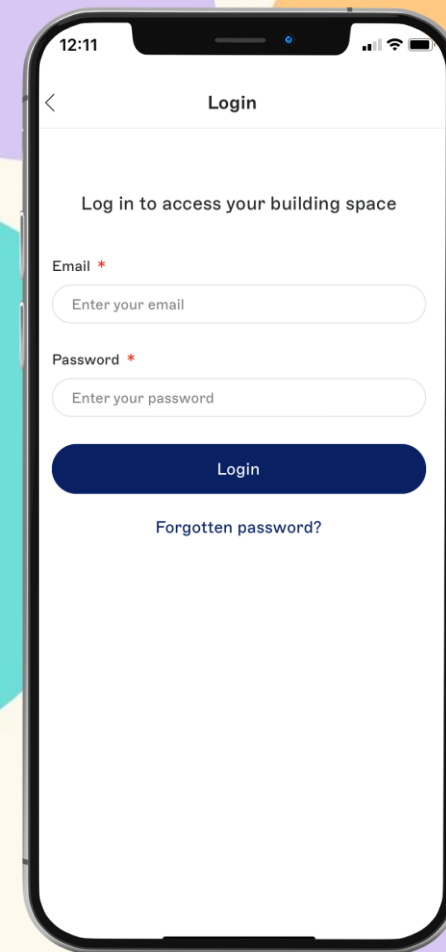 12:11
Login
Log in to access your building space
Email *
Enter your email
Password *
Enter your password
Login
Forgotten password?